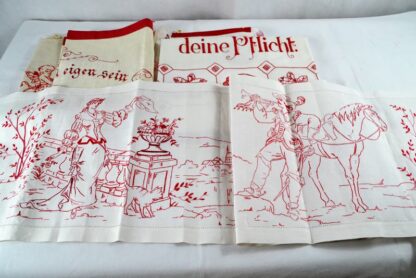 eigen sein
deine Pflicht.